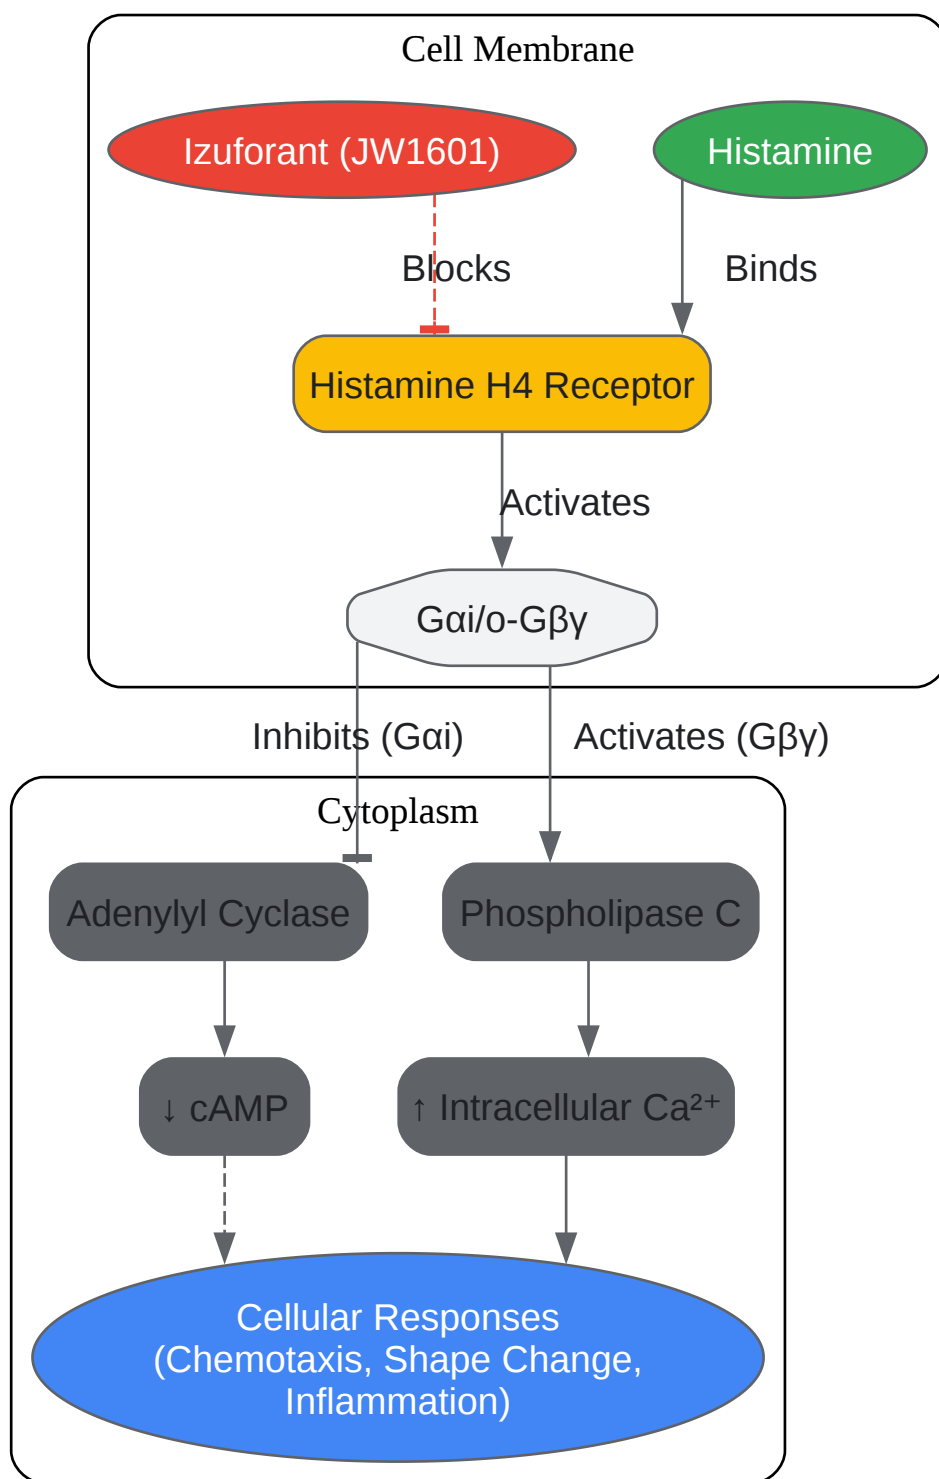 Cell Membrane
Izuforant (JW1601)
Histamine
Blocks
Binds
Histamine H4 Receptor
Activates
Gαi/o-Gβγ
Inhibits (Gαi)
Activates (Gβγ)
Cytoplasm
Adenylyl Cyclase
Phospholipase C
↓ cAMP
↑ Intracellular Ca²⁺
Cellular Responses
(Chemotaxis, Shape Change,
Inflammation)